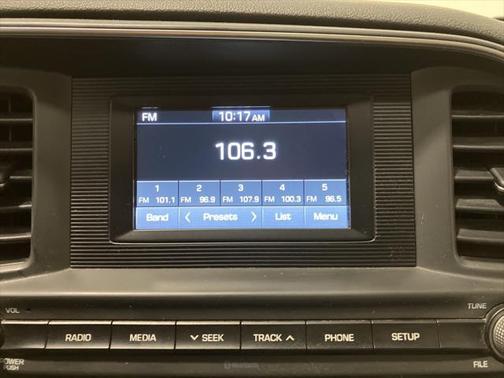 FM 10:17 AM
106.3
1 2 3 4 5
FM 101.1 FM 96.9 FM 107.9 FM 100.3 FM 96.5
Band < Presets > List Menu
VOL TUNE
RADIO MEDIA ∨ SEEK TRACK ∧ PHONE SETUP
POWER
PUSH FILE